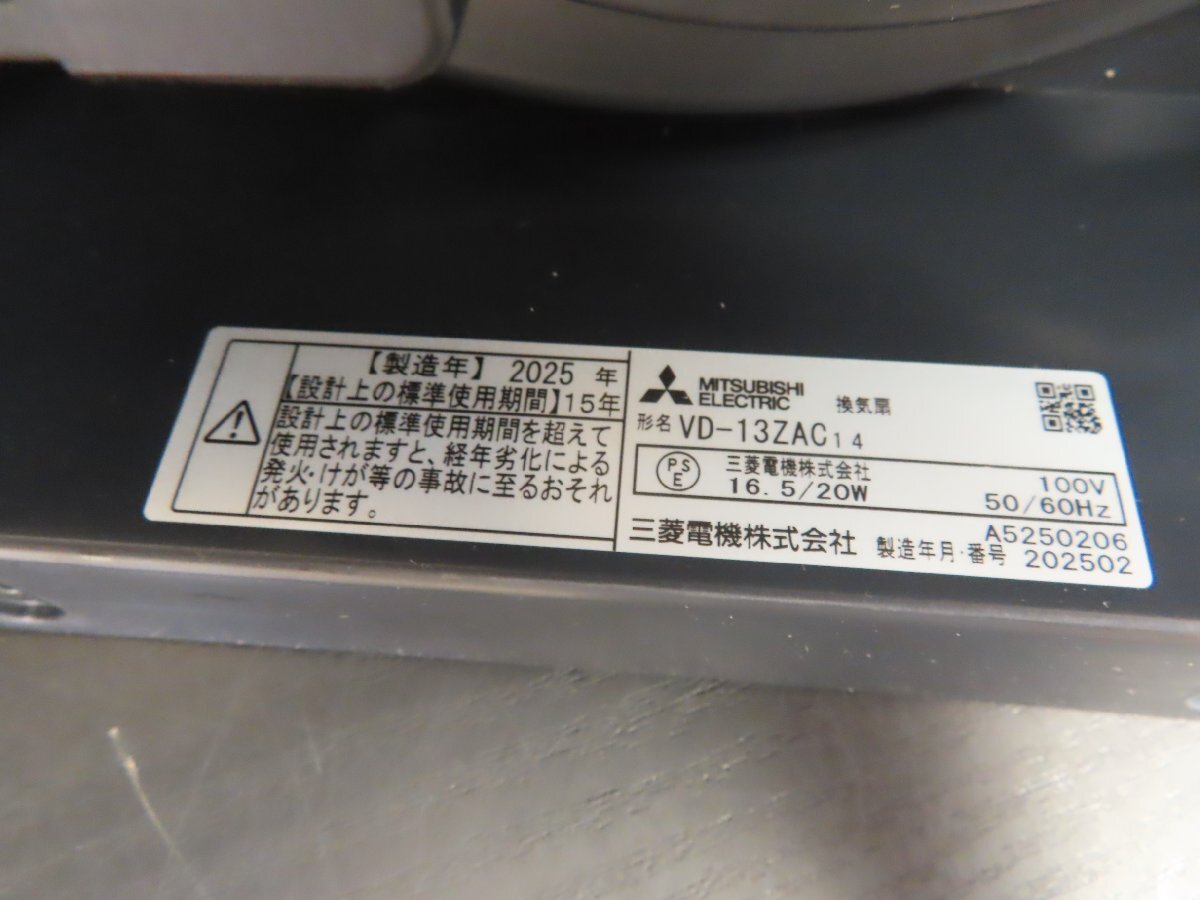 【製造年】 2025 年
【設計上の標準使用期間】15年
設計上の標準使用期間を超えて
使用されますと、経年劣化による
発火・けが等の事故に至るおそれ
があります。
MITSUBISHI
ELECTRIC
換気扇
形名 VD-13ZAC14
PS
E
三菱電機株式会社 100V
16.5/20W 50/60Hz
三菱電機株式会社 製造年月・番号
A5250206
202502